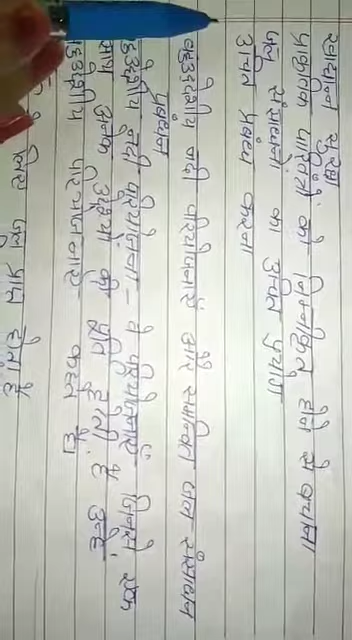 खाद्यान्न सुरक्षा
प्राकृतिक पारितंत्रों को निम्नीकृत होने से बचाना
जल संसाधनों का उचित प्रयोग
उचित प्रबंध करना
बहुउद्देशीय नदी परियोजनाएँ और समन्वित जल संसाधन
प्रबंधन
बहुउद्देशीय नदी परियोजना - वे परियोजनाएँ जिनसे एक
साथ अनेक उद्देश्यों की पूर्ति होती है उन्हें
बहुउद्देशीय परियोजनाएँ कहते हैं।
लिए जल प्राप्त होता है